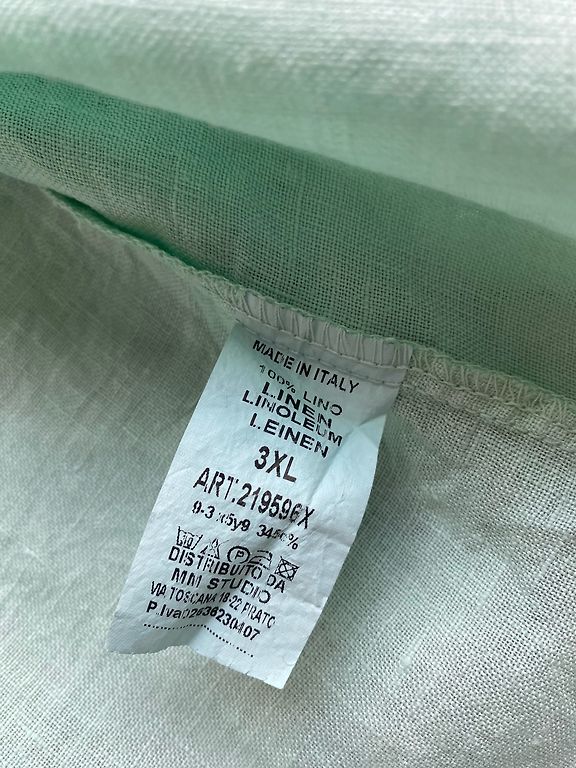 MADE IN ITALY
100% LINO
LINEN
LINOLEUM
LEINEN
3XL
ART.219596X
DISTRIBUITO DA
MM STUDIO
VIA TOSCANA 18-22 PRATO
P.Iva02636230407